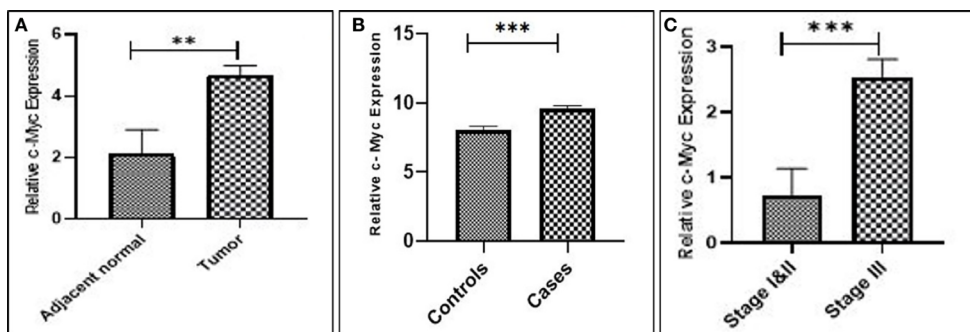 A
Relative c-Myc Expression
6
4
2
0
**
Adjacent normal
Tumor
B
Relative c- Myc Expression
15
10
5
0
***
Controls
Cases
C
Relative c-Myc Expression
3
2
1
0
***
Stage I&II
Stage III